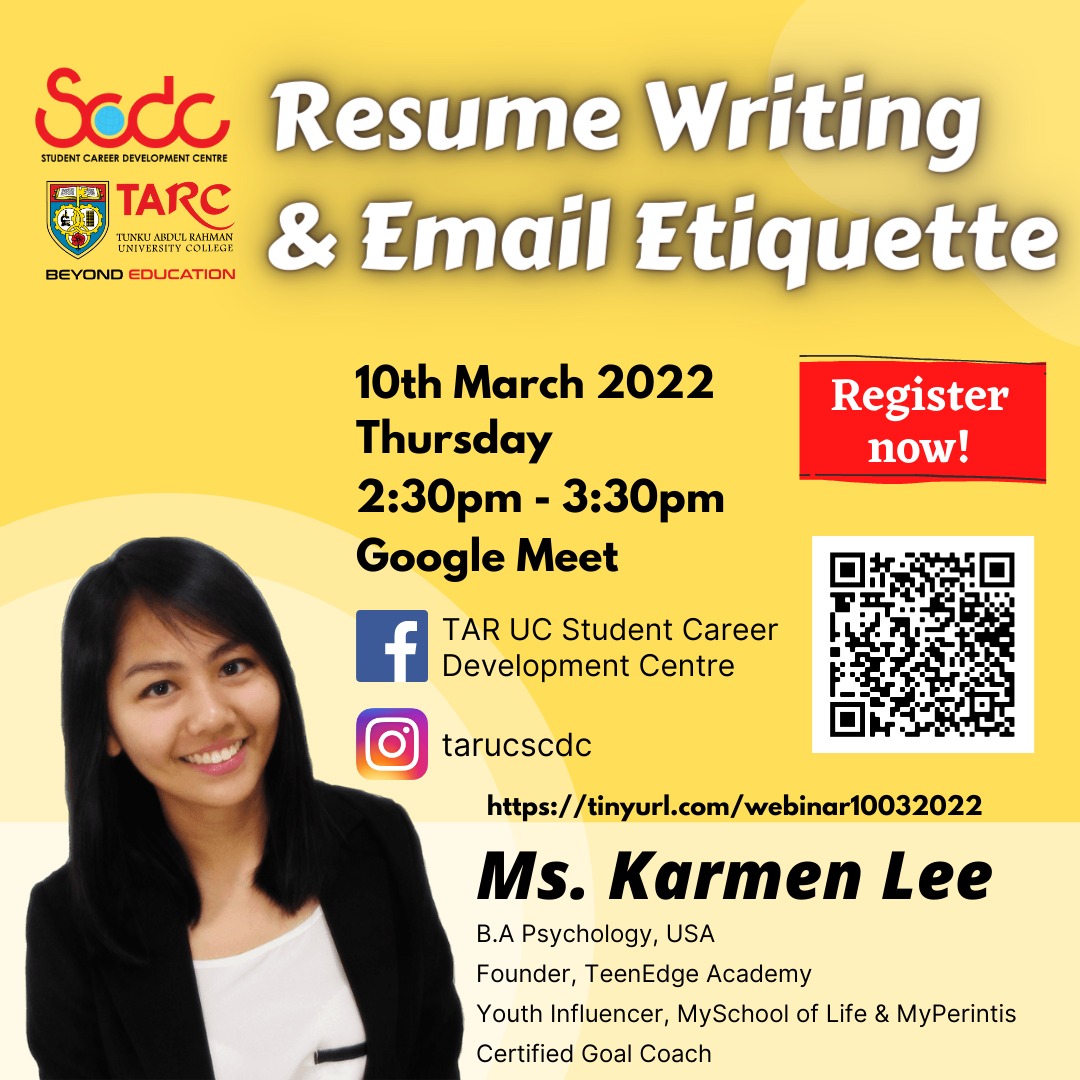 Scdc
STUDENT CAREER DEVELOPMENT CENTRE
TARC
TUNKU ABDUL RAHMAN
UNIVERSITY COLLEGE
BEYOND EDUCATION
Resume Writing
& Email Etiquette
10th March 2022
Thursday
2:30pm - 3:30pm
Google Meet
Register
now!
TAR UC Student Career
Development Centre
tarucscdc
https://tinyurl.com/webinar10032022
Ms. Karmen Lee
B.A Psychology, USA
Founder, TeenEdge Academy
Youth Influencer, MySchool of Life & MyPerintis
Certified Goal Coach